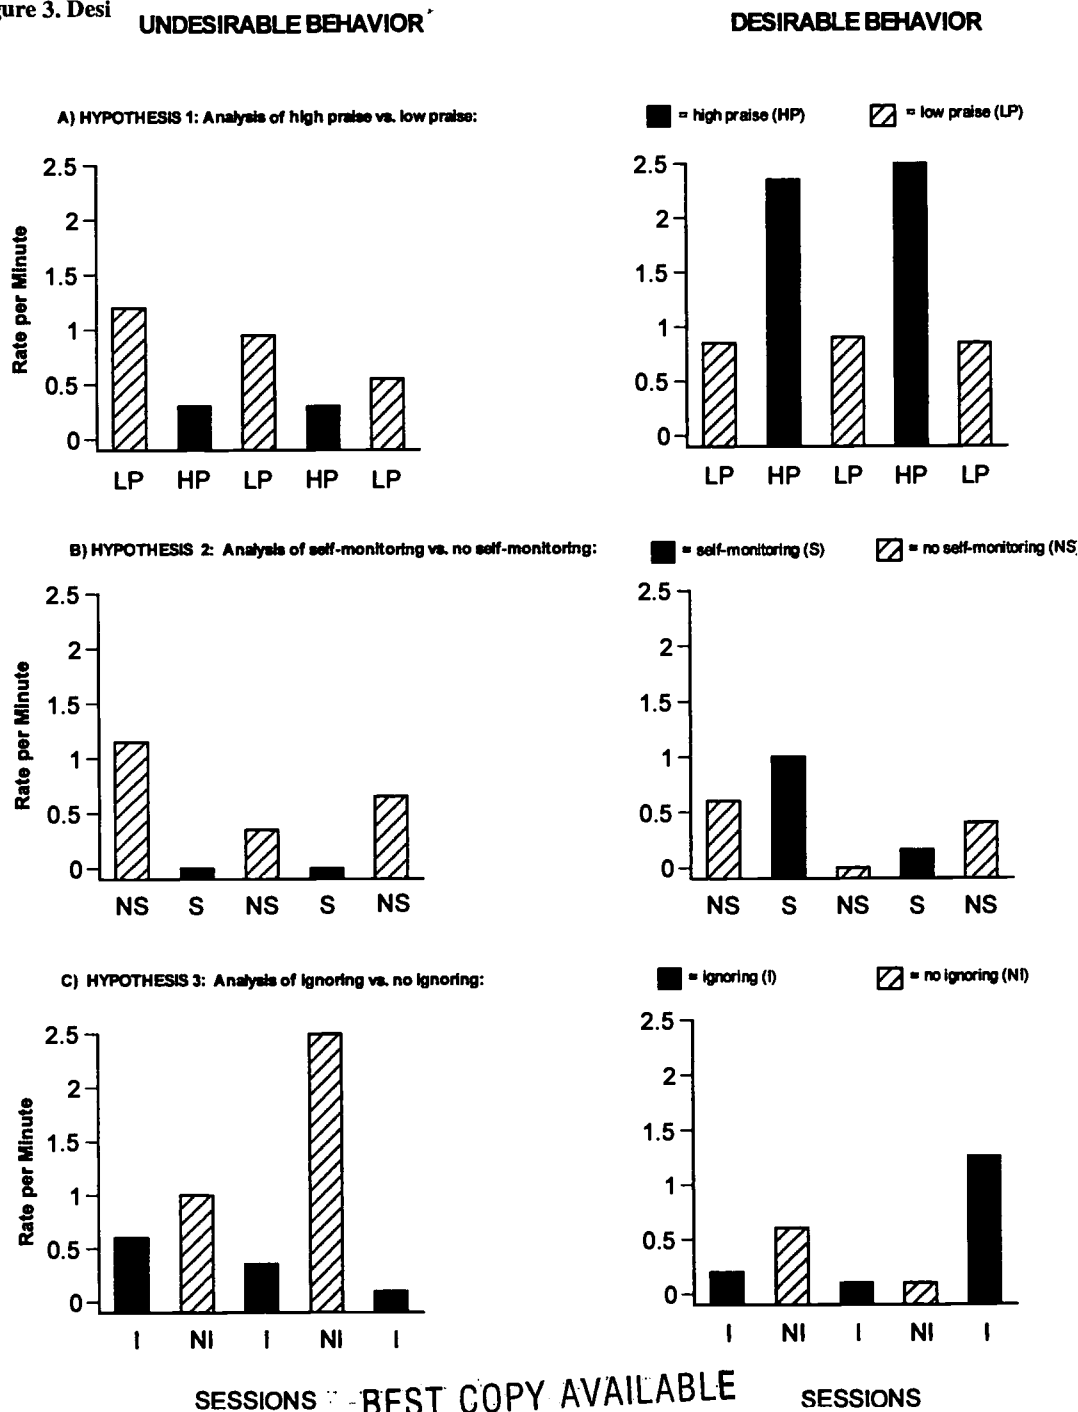 gure 3. Desi
UNDESIRABLE BEHAVIOR
DESIRABLE BEHAVIOR
A) HYPOTHESIS 1: Analysis of high praise vs. low praise:
= high praise (HP)
= low praise (LP)
Rate per Minute
2.5
2
1.5
1
0.5
0
LP HP LP HP LP
2.5
2
1.5
1
0.5
0
LP HP LP HP LP
B) HYPOTHESIS 2: Analysis of self-monitoring vs. no self-monitoring:
= self-monitoring (S)
= no self-monitoring (NS)
Rate per Minute
2.5
2
1.5
1
0.5
0
NS S NS S NS
2.5
2
1.5
1
0.5
0
NS S NS S NS
C) HYPOTHESIS 3: Analysis of ignoring vs. no ignoring:
= ignoring (I)
= no ignoring (NI)
Rate per Minute
2.5
2
1.5
1
0.5
0
I NI I NI I
2.5
2
1.5
1
0.5
0
I NI I NI I
SESSIONS
BEST COPY AVAILABLE
SESSIONS